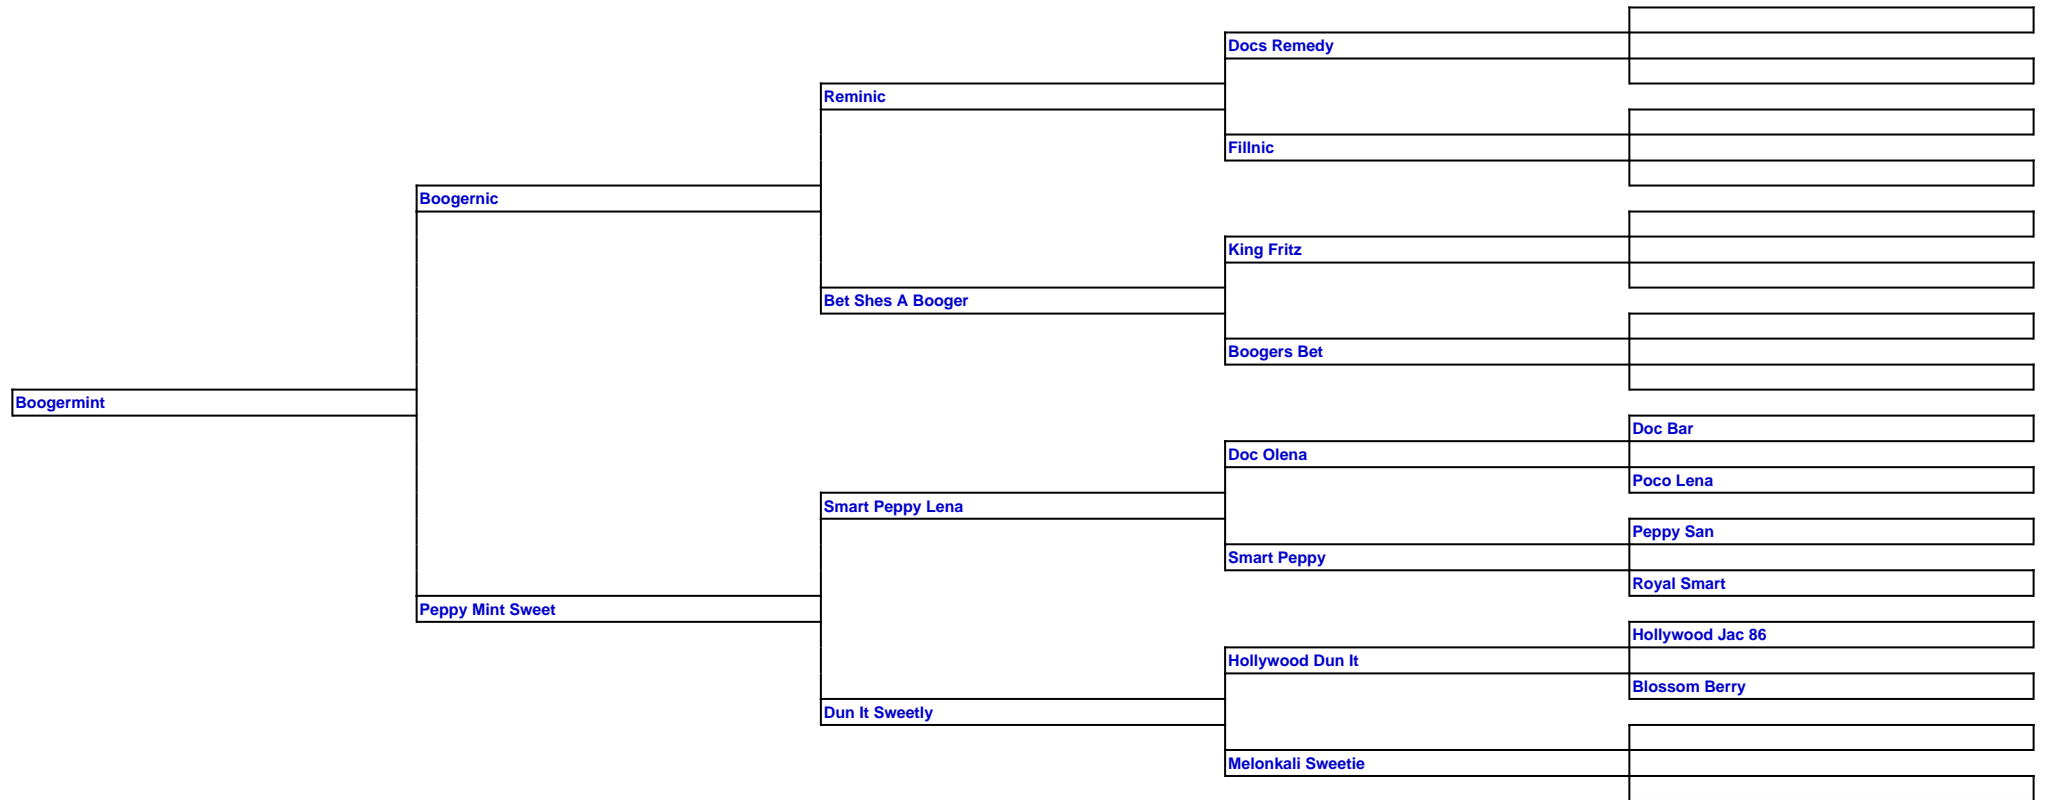 Docs Remedy
Reminic
Fillnic
Boogernic
King Fritz
Bet Shes A Booger
Boogers Bet
Boogermint
Doc Bar
Doc Olena
Poco Lena
Smart Peppy Lena
Peppy San
Smart Peppy
Royal Smart
Peppy Mint Sweet
Hollywood Jac 86
Hollywood Dun It
Blossom Berry
Dun It Sweetly
Melonkali Sweetie